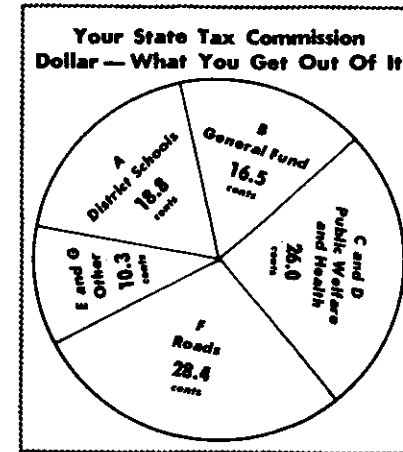 Your State Tax Commission
Dollar — What You Get Out Of It
A
District Schools
18.8
cents
B
General Fund
16.5
cents
C and D
Public Welfare
and Health
26.0
cents
E and G
Other
10.3
cents
F
Roads
28.4
cents